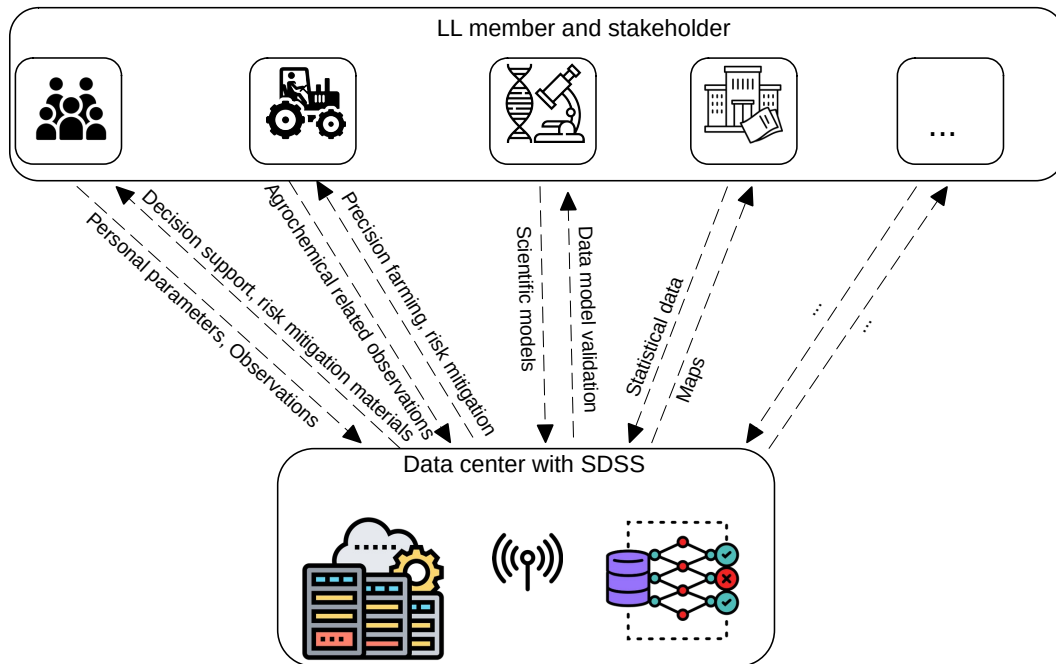 LL member and stakeholder
...
Decision support, risk mitigation materials
Personal parameters, Observations
Precision farming, risk mitigation
Agrochemical related observations
Scientific models
Data model validation
Statistical data
Maps
...
...
Data center with SDSS